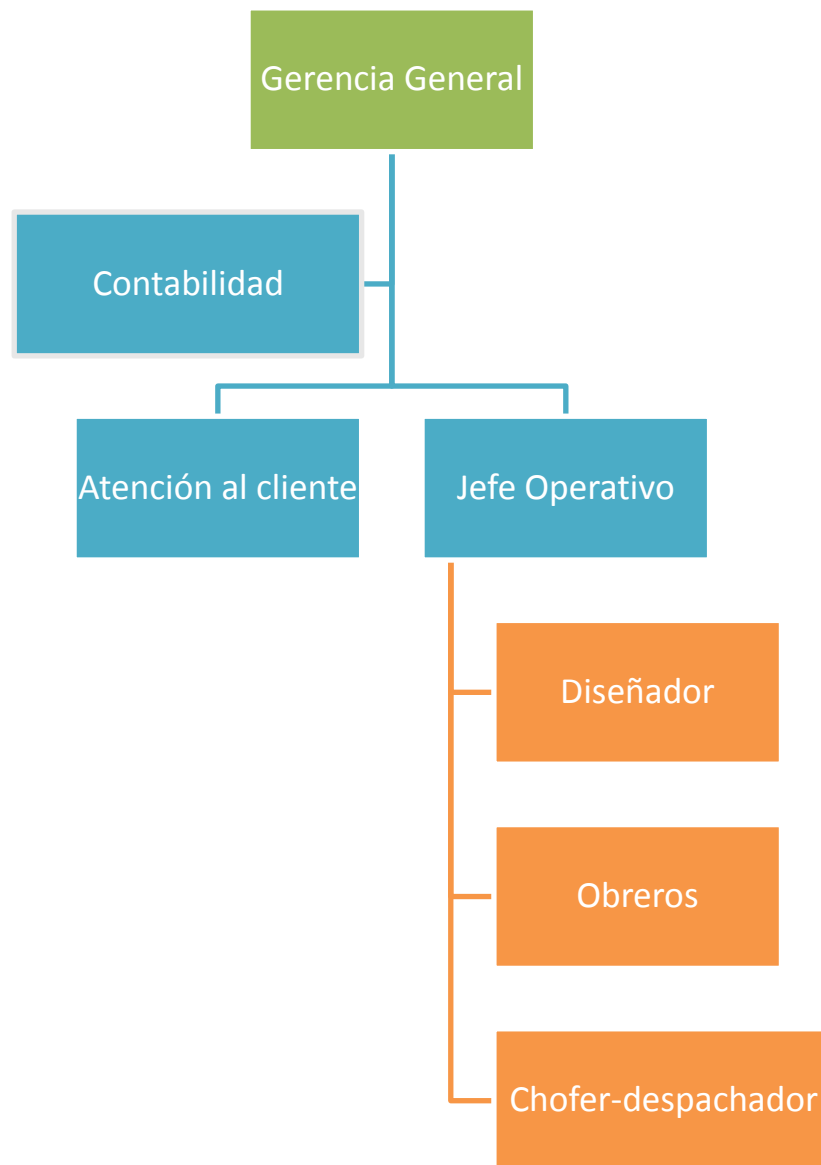 Gerencia General
Contabilidad
Atención al cliente
Jefe Operativo
Diseñador
Obreros
Chofer-despachador